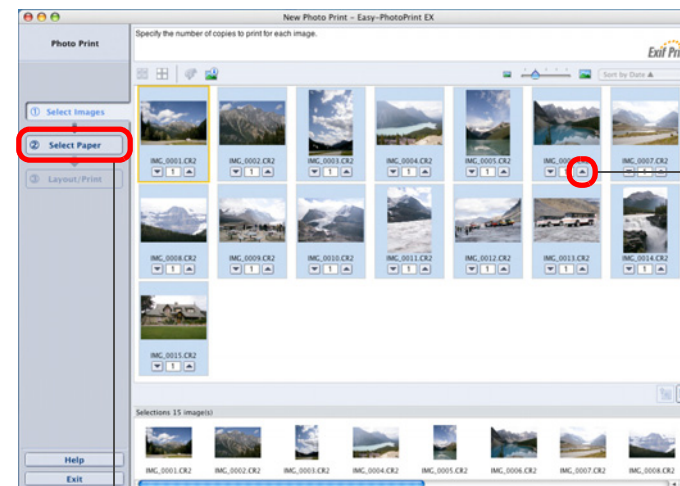 New Photo Print – Easy-PhotoPrint EX
Photo Print
Specify the number of copies to print for each image.
Exif Pri
Sort by Date
① Select Images
② Select Paper
③ Layout/Print
IMG_0001.CR2 IMG_0002.CR2 IMG_0003.CR2 IMG_0004.CR2 IMG_0005.CR2 IMG_0007.CR2
1 1 1 1 1 1 1
IMG_0008.CR2 IMG_0009.CR2 IMG_0010.CR2 IMG_0011.CR2 IMG_0012.CR2 IMG_0013.CR2 IMG_0014.CR2
1 1 1 1 1 1 1
IMG_0015.CR2
1
Selections 15 image(s)
IMG_0001.CR2 IMG_0002.CR2 IMG_0003.CR2 IMG_0004.CR2 IMG_0005.CR2 IMG_0006.CR2 IMG_0007.CR2 IMG_0008.CR2
Help
Exit